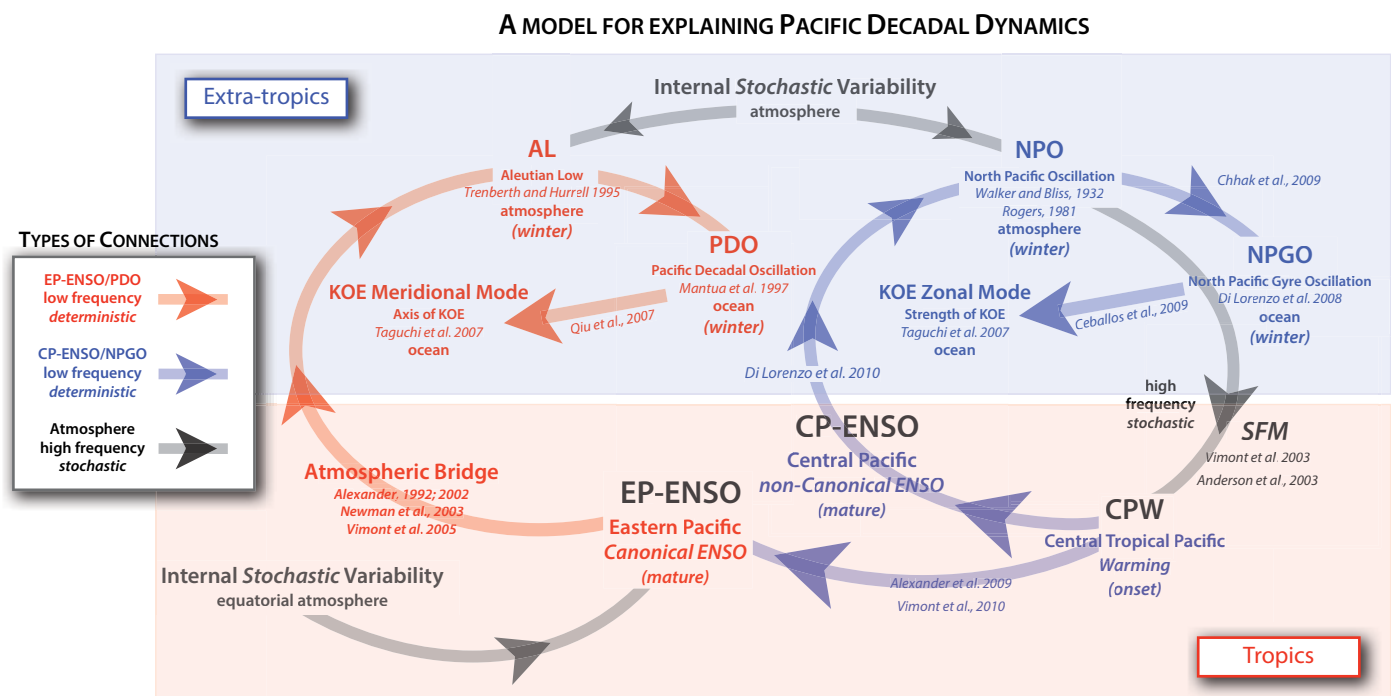 A MODEL FOR EXPLAINING PACIFIC DECADAL DYNAMICS
Extra-tropics
Internal Stochastic Variability
atmosphere
AL
Aleutian Low
Trenberth and Hurrell 1995
atmosphere
(winter)
NPO
North Pacific Oscillation
Walker and Bliss, 1932
Rogers, 1981
atmosphere
(winter)
Chhak et al., 2009
PDO
Pacific Decadal Oscillation
Mantua et al. 1997
ocean
(winter)
NPGO
North Pacific Gyre Oscillation
Di Lorenzo et al. 2008
ocean
(winter)
KOE Meridional Mode
Axis of KOE
Taguchi et al. 2007
ocean
Qiu et al., 2007
KOE Zonal Mode
Strength of KOE
Taguchi et al. 2007
ocean
Ceballos et al., 2009
Di Lorenzo et al. 2010
TYPES OF CONNECTIONS
EP-ENSO/PDO
low frequency
deterministic
CP-ENSO/NPGO
low frequency
deterministic
Atmosphere
high frequency
stochastic
high
frequency
stochastic
SFM
Vimont et al. 2003
Anderson et al., 2003
CP-ENSO
Central Pacific
non-Canonical ENSO
(mature)
Atmospheric Bridge
Alexander, 1992; 2002
Newman et al., 2003
Vimont et al. 2005
EP-ENSO
Eastern Pacific
Canonical ENSO
(mature)
CPW
Central Tropical Pacific
Warming
(onset)
Alexander et al. 2009
Vimont et al., 2010
Internal Stochastic Variability
equatorial atmosphere
Tropics